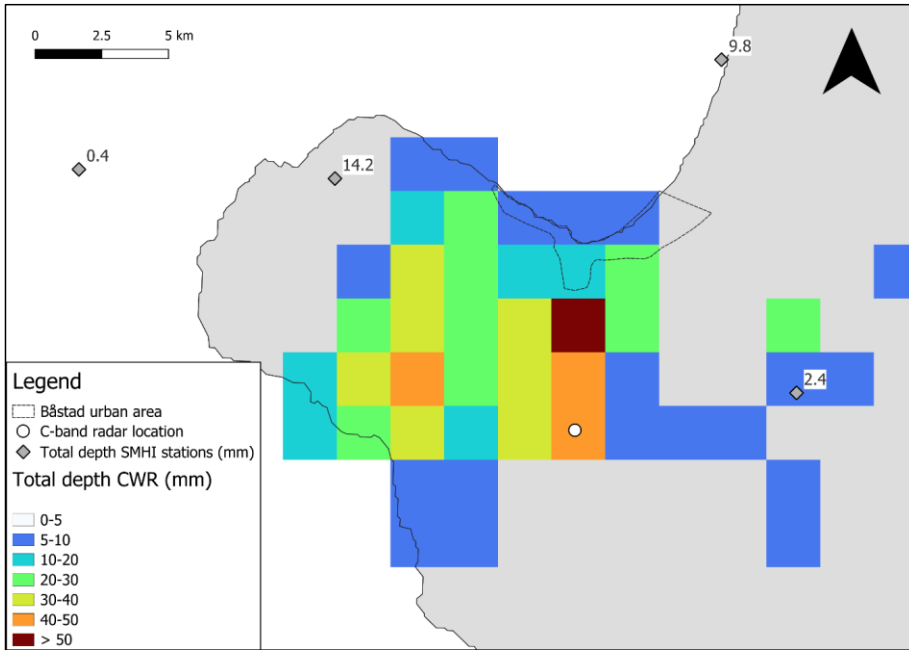 0 2.5 5 km
9.8
0.4
14.2
2.4
Legend
Båstad urban area
C-band radar location
Total depth SMHI stations (mm)
Total depth CWR (mm)
0-5
5-10
10-20
20-30
30-40
40-50
> 50